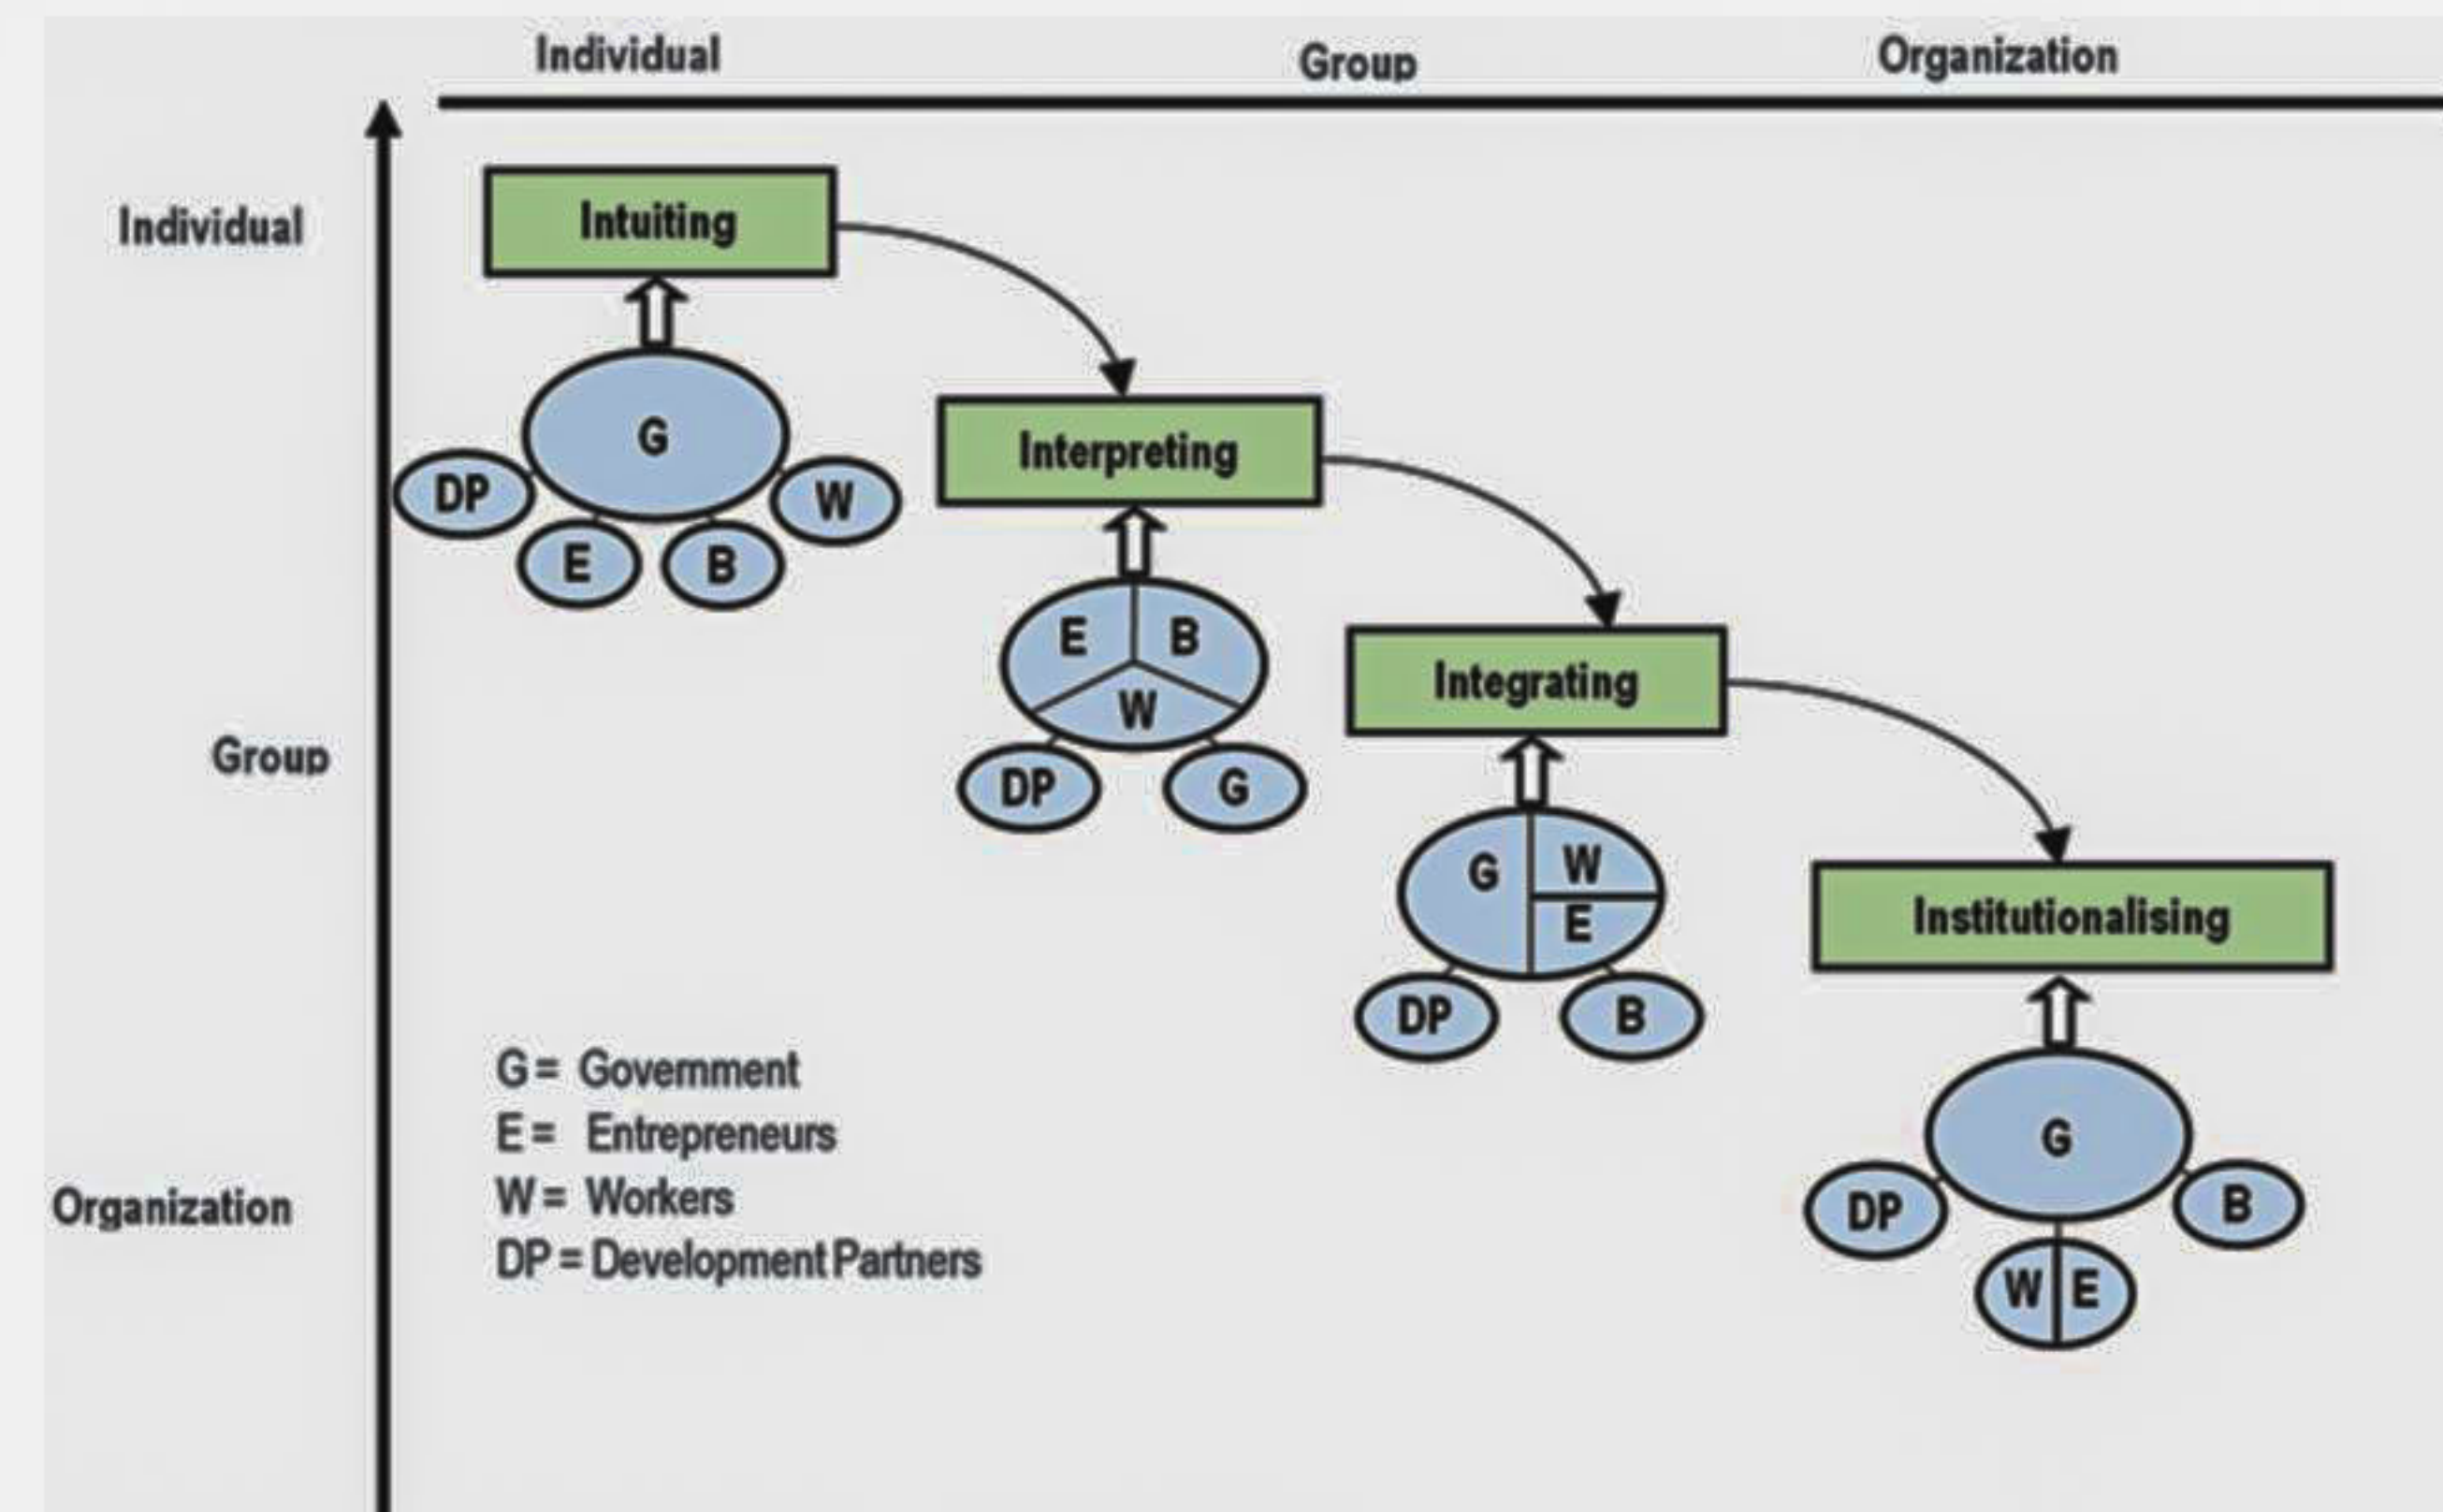 Individual Group Organization
Individual
Intuiting
G
DP
W
E B
Interpreting
E B
W
DP G
Group
Integrating
G W
E
DP B
Institutionalising
G
DP B
W E
G = Government
E = Entrepreneurs
W = Workers
DP = Development Partners
Organization